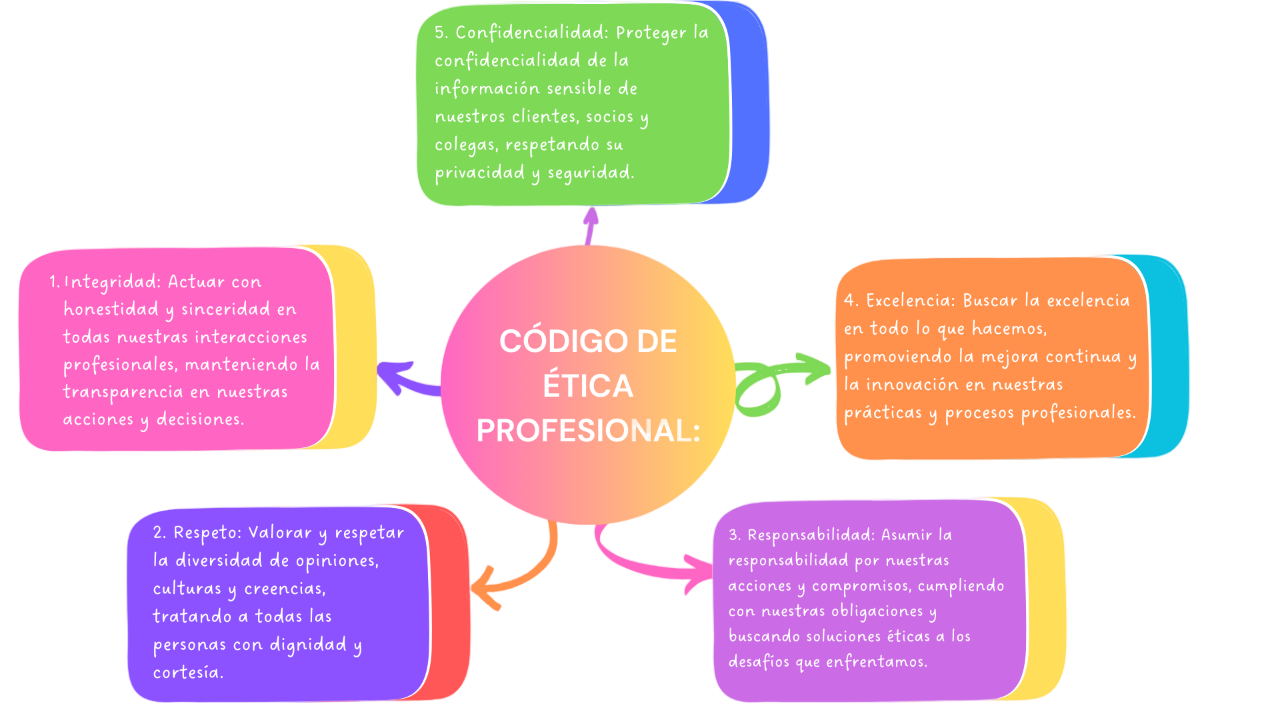 5. Confidencialidad: Proteger la
confidencialidad de la
información sensible de
nuestros clientes, socios y
colegas, respetando su
privacidad y seguridad.
1. Integridad: Actuar con
honestidad y sinceridad en
todas nuestras interacciones
profesionales, manteniendo la
transparencia en nuestras
acciones y decisiones.
CÓDIGO DE
ÉTICA
PROFESIONAL:
4. Excelencia: Buscar la excelencia
en todo lo que hacemos,
promoviendo la mejora continua y
la innovación en nuestras
prácticas y procesos profesionales.
2. Respeto: Valorar y respetar
la diversidad de opiniones,
culturas y creencias,
tratando a todas las
personas con dignidad y
cortesía.
3. Responsabilidad: Asumir la
responsabilidad por nuestras
acciones y compromisos, cumpliendo
con nuestras obligaciones y
buscando soluciones éticas a los
desafíos que enfrentamos.